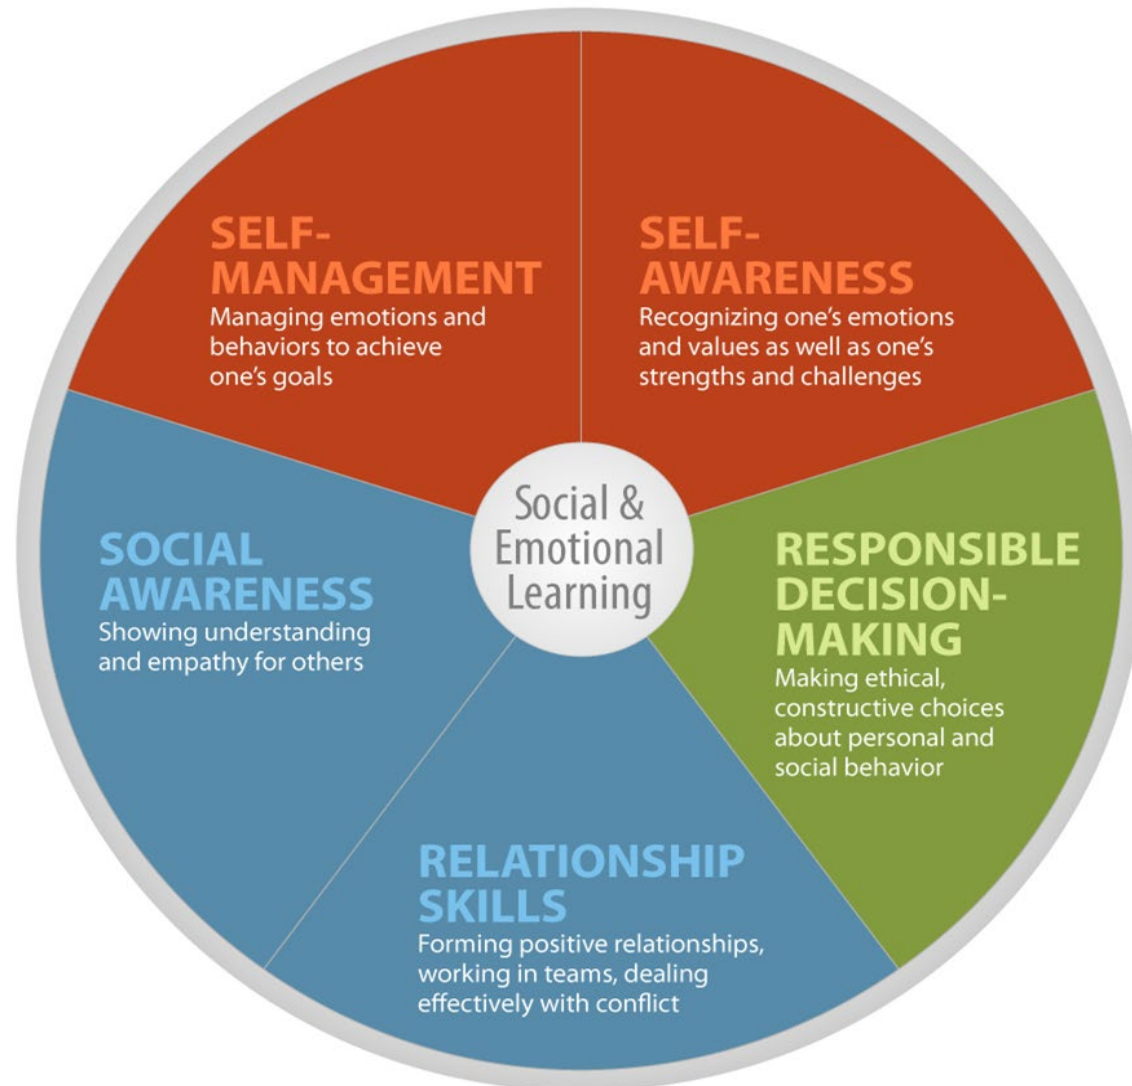 SELF-
MANAGEMENT
Managing emotions and
behaviors to achieve
one’s goals
SELF-
AWARENESS
Recognizing one’s emotions
and values as well as one’s
strengths and challenges
SOCIAL
AWARENESS
Showing understanding
and empathy for others
Social &
Emotional
Learning
RESPONSIBLE
DECISION-
MAKING
Making ethical,
constructive choices
about personal and
social behavior
RELATIONSHIP
SKILLS
Forming positive relationships,
working in teams, dealing
effectively with conflict